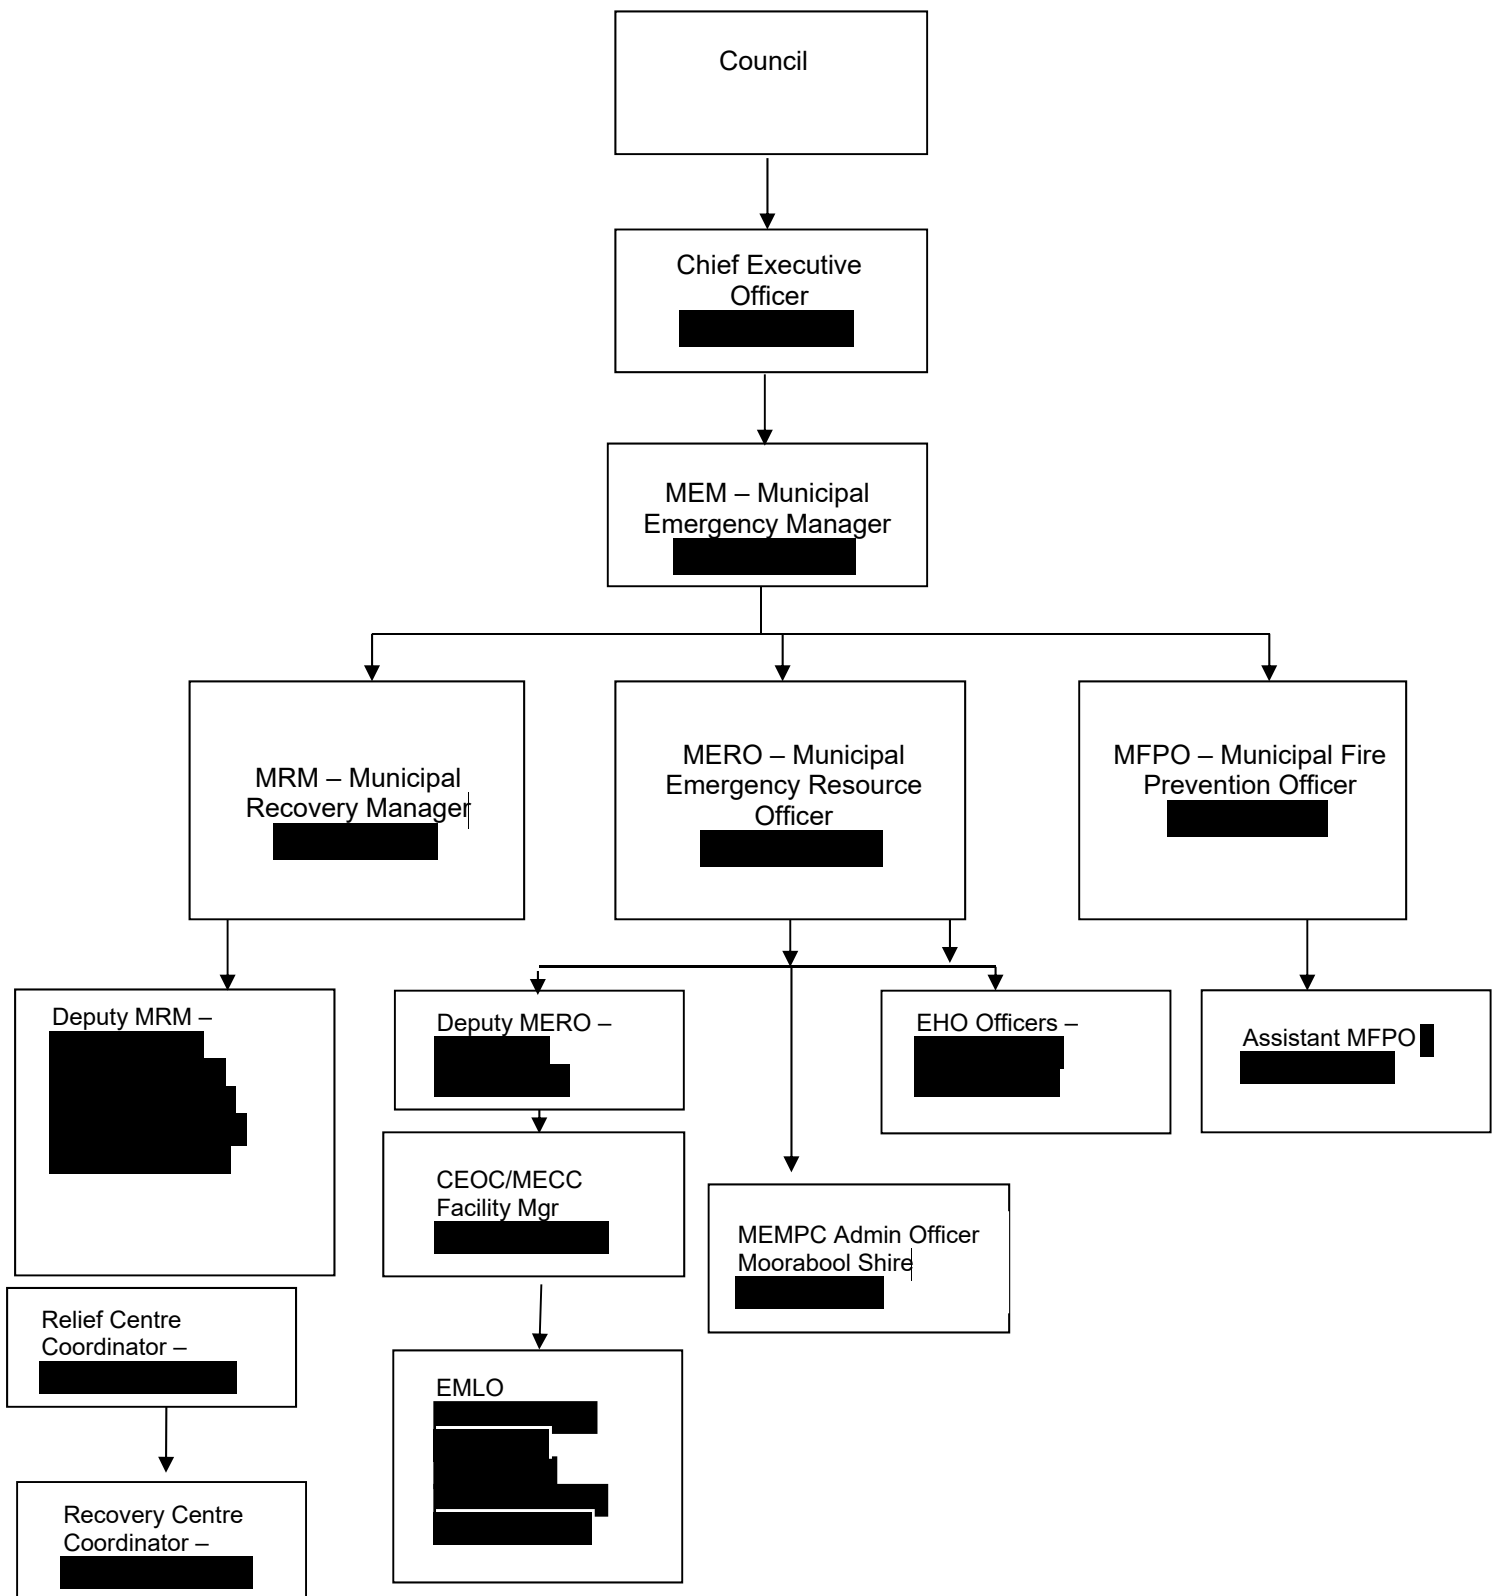 Council
Chief Executive
Officer
MEM – Municipal
Emergency Manager
MRM – Municipal
Recovery Manager
MERO – Municipal
Emergency Resource
Officer
MFPO – Municipal Fire
Prevention Officer
Deputy MRM –
Deputy MERO –
EHO Officers –
Assistant MFPO
CEOC/MECC
Facility Mgr
MEMPC Admin Officer
Moorabool Shire
Relief Centre
Coordinator –
EMLO
Recovery Centre
Coordinator –